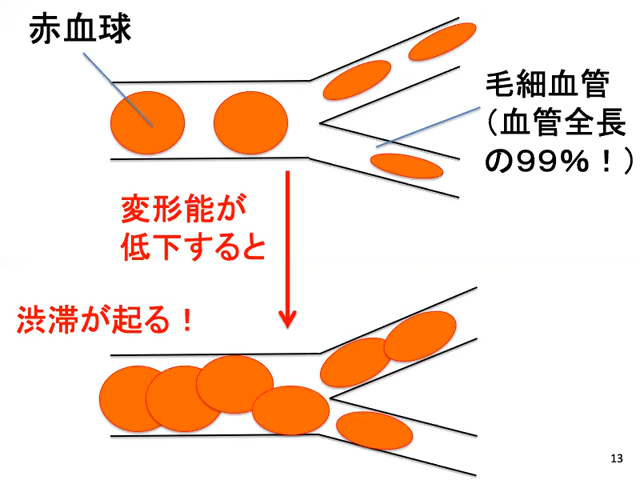 赤血球
毛細血管
（血管全長
の９９％！）
変形能が
低下すると
渋滞が起る！
13